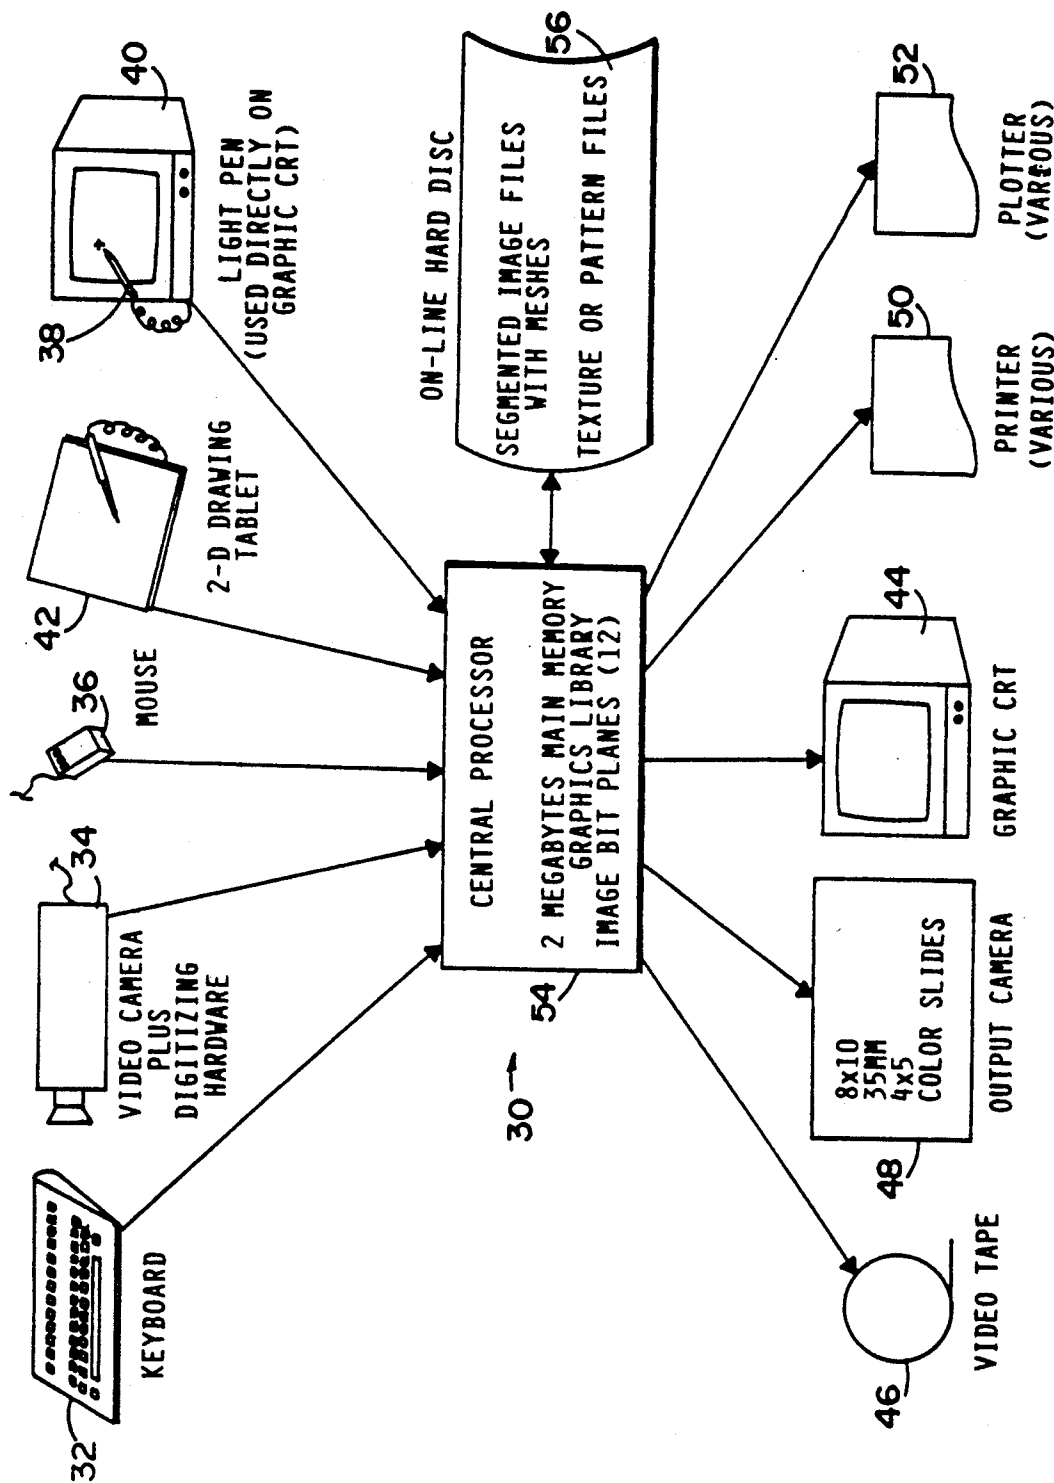 32
KEYBOARD
34
VIDEO CAMERA
PLUS
DIGITIZING
HARDWARE
36
MOUSE
42
2-D DRAWING
TABLET
38
40
LIGHT PEN
(USED DIRECTLY ON
GRAPHIC CRT)
30
54
CENTRAL PROCESSOR
2 MEGABYTES MAIN MEMORY
GRAPHICS LIBRARY
IMAGE BIT PLANES (12)
ON-LINE HARD DISC
SEGMENTED IMAGE FILES
WITH MESHES
TEXTURE OR PATTERN FILES
56
46
VIDEO TAPE
48
8x10
35MM
4x5
COLOR SLIDES
OUTPUT CAMERA
44
GRAPHIC CRT
50
PRINTER
(VARIOUS)
52
PLOTTER
(VARIOUS)